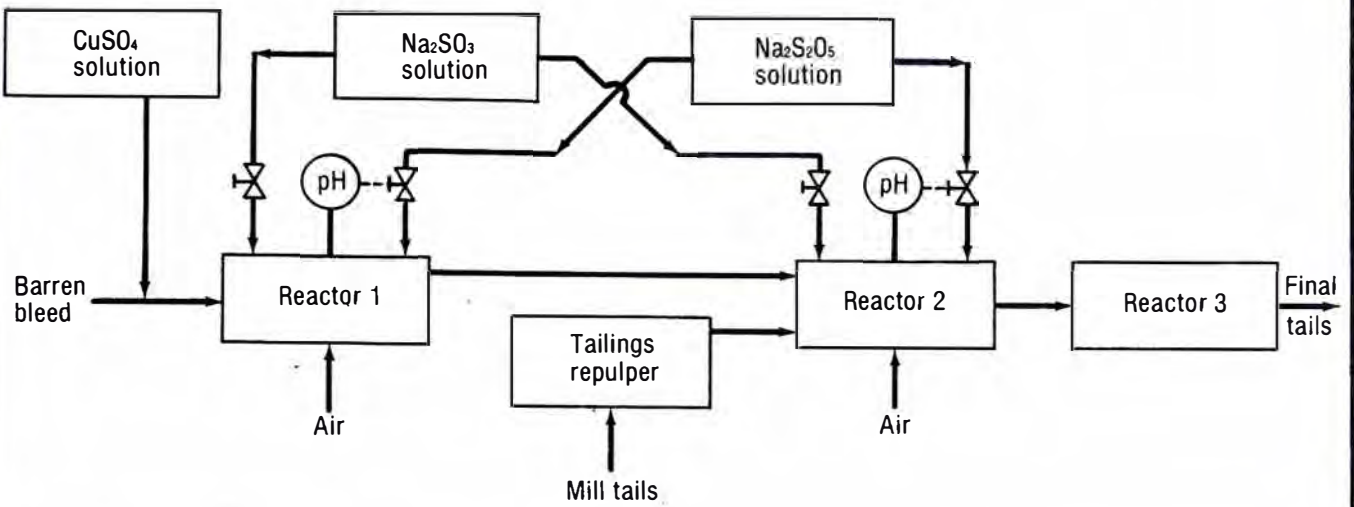 CuSO₄
solution
Na₂SO₃
solution
Na₂S₂O₅
solution
pH
pH
Barren
bleed
Reactor 1
Reactor 2
Reactor 3
Final
tails
Tailings
repulper
Air
Air
Mill tails